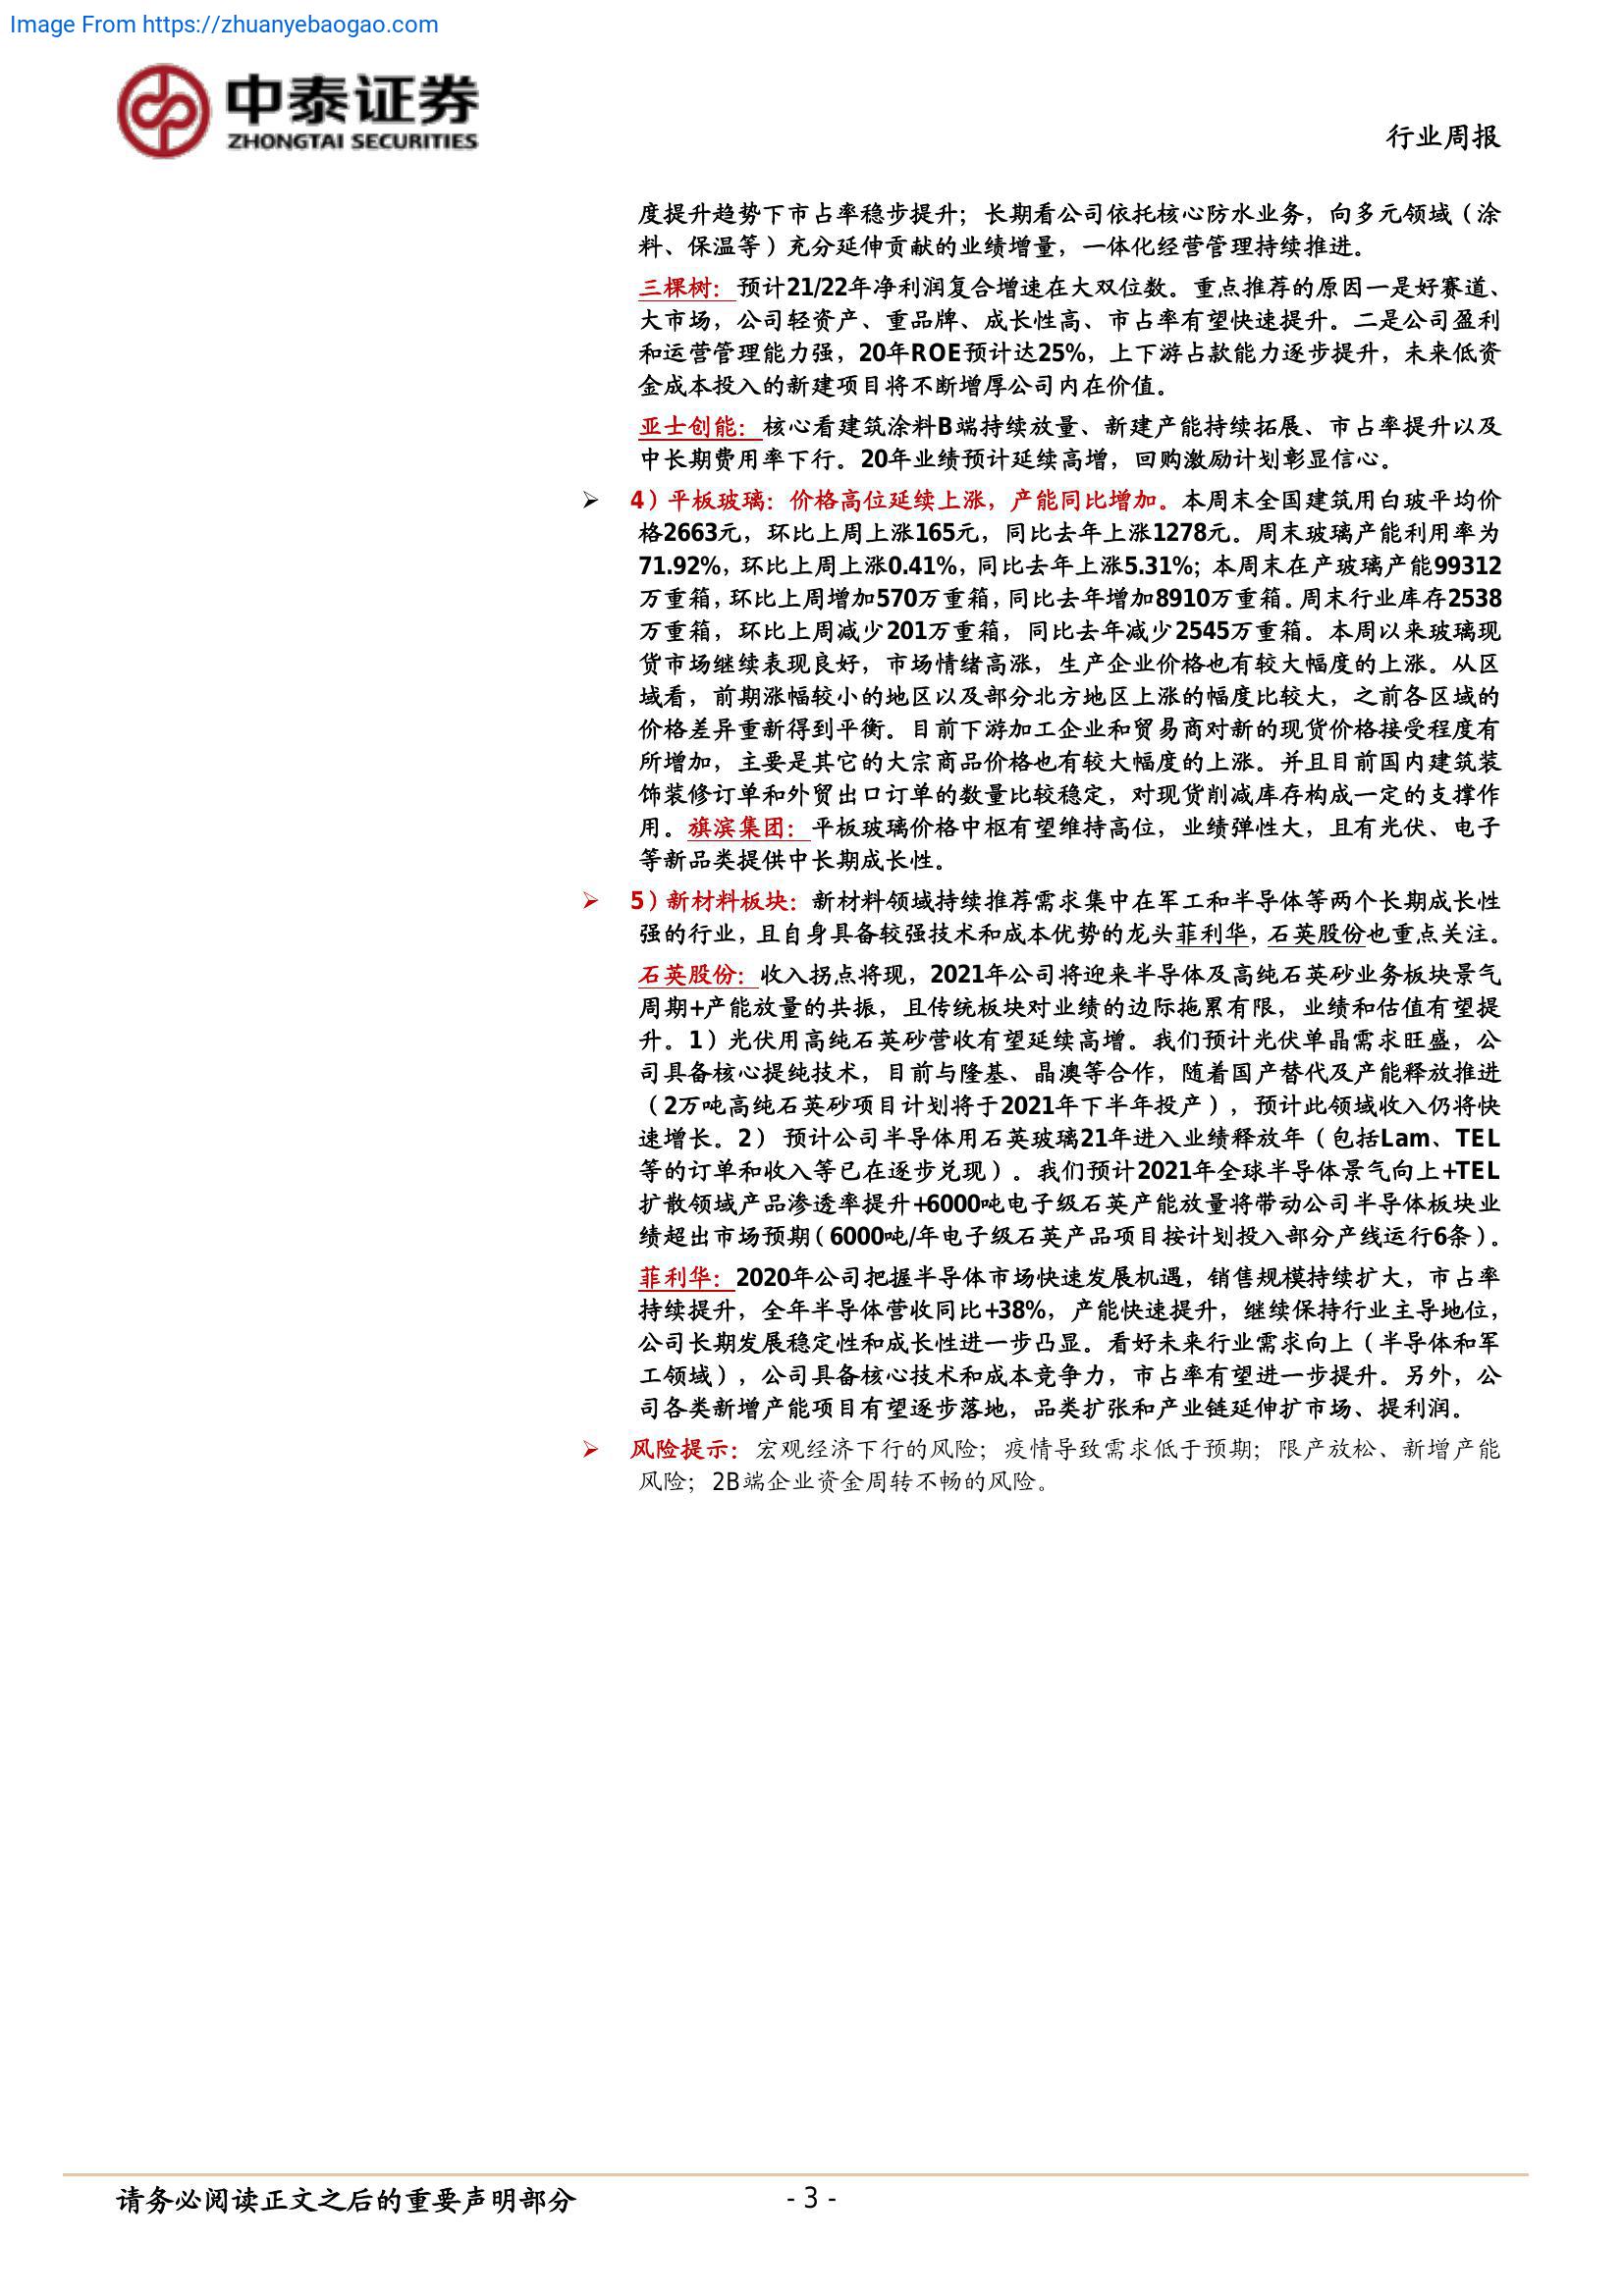 Image From https://zhuanyebaogao.com
中泰证券
ZHONGTAI SECURITIES
行业周报
度提升趋势下市占率稳步提升；长期看公司依托核心防水业务，向多元领域（涂
料、保温等）充分延伸贡献的业绩增量，一体化经营管理持续推进。
三棵树：预计21/22年净利润复合增速在大双位数。重点推荐的原因一是好赛道、
大市场，公司轻资产、重品牌、成长性高、市占率有望快速提升。二是公司盈利
和运营管理能力强，20年ROE预计达25%，上下游占款能力逐步提升，未来低资
金成本投入的新建项目将不断增厚公司内在价值。
亚士创能：核心看建筑涂料B端持续放量、新建产能持续拓展、市占率提升以及
中长期费用率下行。20年业绩预计延续高增，回购激励计划彰显信心。
➢ 4）平板玻璃：价格高位延续上涨，产能同比增加。本周末全国建筑用白玻平均价
格2663元，环比上周上涨165元，同比去年上涨1278元。周末玻璃产能利用率为
71.92%，环比上周上涨0.41%，同比去年上涨5.31%；本周末在产玻璃产能99312
万重箱，环比上周增加570万重箱，同比去年增加8910万重箱。周末行业库存2538
万重箱，环比上周减少201万重箱，同比去年减少2545万重箱。本周以来玻璃现
货市场继续表现良好，市场情绪高涨，生产企业价格也有较大幅度的上涨。从区
域看，前期涨幅较小的地区以及部分北方地区上涨的幅度比较大，之前各区域的
价格差异重新得到平衡。目前下游加工企业和贸易商对新的现货价格接受程度有
所增加，主要是其它的大宗商品价格也有较大幅度的上涨。并且目前国内建筑装
饰装修订单和外贸出口订单的数量比较稳定，对现货削减库存构成一定的支撑作
用。旗滨集团：平板玻璃价格中枢有望维持高位，业绩弹性大，且有光伏、电子
等新品类提供中长期成长性。
➢ 5）新材料板块：新材料领域持续推荐需求集中在军工和半导体等两个长期成长性
强的行业，且自身具备较强技术和成本优势的龙头菲利华，石英股份也重点关注。
石英股份：收入拐点将现，2021年公司将迎来半导体及高纯石英砂业务板块景气
周期+产能放量的共振，且传统板块对业绩的边际拖累有限，业绩和估值有望提
升。1）光伏用高纯石英砂营收有望延续高增。我们预计光伏单晶需求旺盛，公
司具备核心提纯技术，目前与隆基、晶澳等合作，随着国产替代及产能释放推进
（2万吨高纯石英砂项目计划将于2021年下半年投产），预计此领域收入仍将快
速增长。2） 预计公司半导体用石英玻璃21年进入业绩释放年（包括Lam、TEL
等的订单和收入等已在逐步兑现）。我们预计2021年全球半导体景气向上+TEL
扩散领域产品渗透率提升+6000吨电子级石英产能放量将带动公司半导体板块业
绩超出市场预期（6000吨/年电子级石英产品项目按计划投入部分产线运行6条）。
菲利华：2020年公司把握半导体市场快速发展机遇，销售规模持续扩大，市占率
持续提升，全年半导体营收同比+38%，产能快速提升，继续保持行业主导地位，
公司长期发展稳定性和成长性进一步凸显。看好未来行业需求向上（半导体和军
工领域），公司具备核心技术和成本竞争力，市占率有望进一步提升。另外，公
司各类新增产能项目有望逐步落地，品类扩张和产业链延伸扩市场、提利润。
➢ 风险提示：宏观经济下行的风险；疫情导致需求低于预期；限产放松、新增产能
风险；2B端企业资金周转不畅的风险。
请务必阅读正文之后的重要声明部分
- 3 -